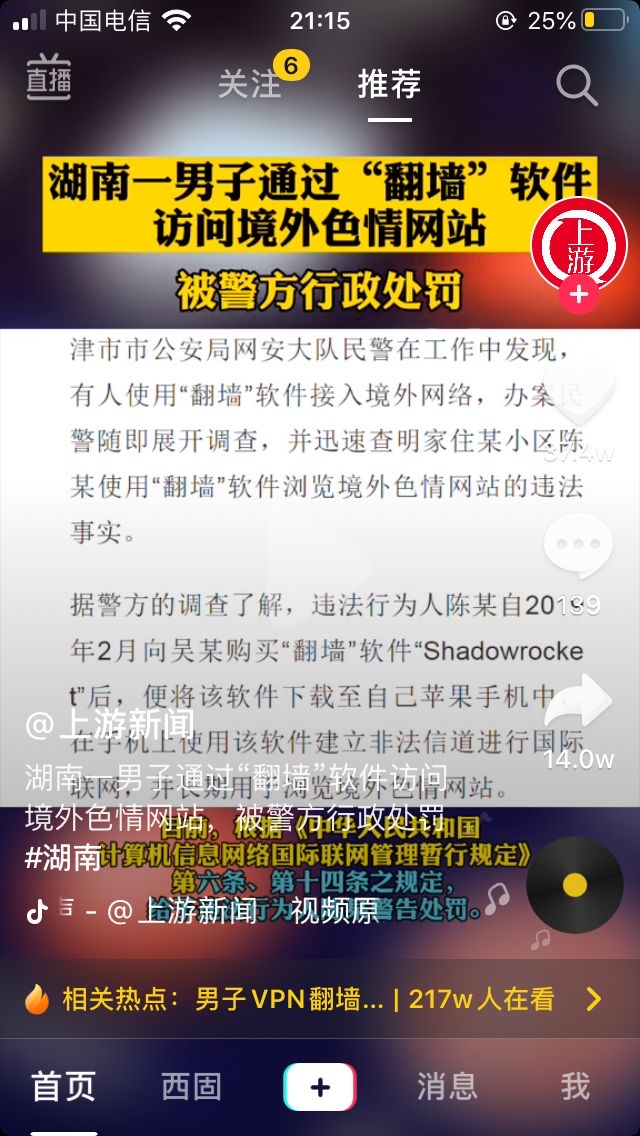 中国电信
21:15
25%
直播
关注
6
推荐
湖南一男子通过“翻墙”软件
访问境外色情网站
被警方行政处罚
上游
津市市公安局网安大队民警在工作中发现，
有人使用“翻墙”软件接入境外网络，办案民
警随即展开调查，并迅速查明家住某小区陈
某使用“翻墙”软件浏览境外色情网站的违法
事实。
37.4w
据警方的调查了解，违法行为人陈某自2019
年2月向吴某购买“翻墙”软件“Shadowrocke
t”后，便将该软件下载至自己苹果手机中，
在手机上使用该软件建立非法信道进行国际
联网，并长期用于浏览境外色情网站。
14.0w
@上游新闻
湖南一男子通过“翻墙”软件访问
境外色情网站，被警方行政处罚
#湖南
日前，根据《中华人民共和国
计算机信息网络国际联网管理暂行规定》
第六条、第十四条之规定，
警告处罚。
- @上游新闻 视频原
相关热点：男子VPN翻墙... | 217w人在看
首页
西固
消息
我